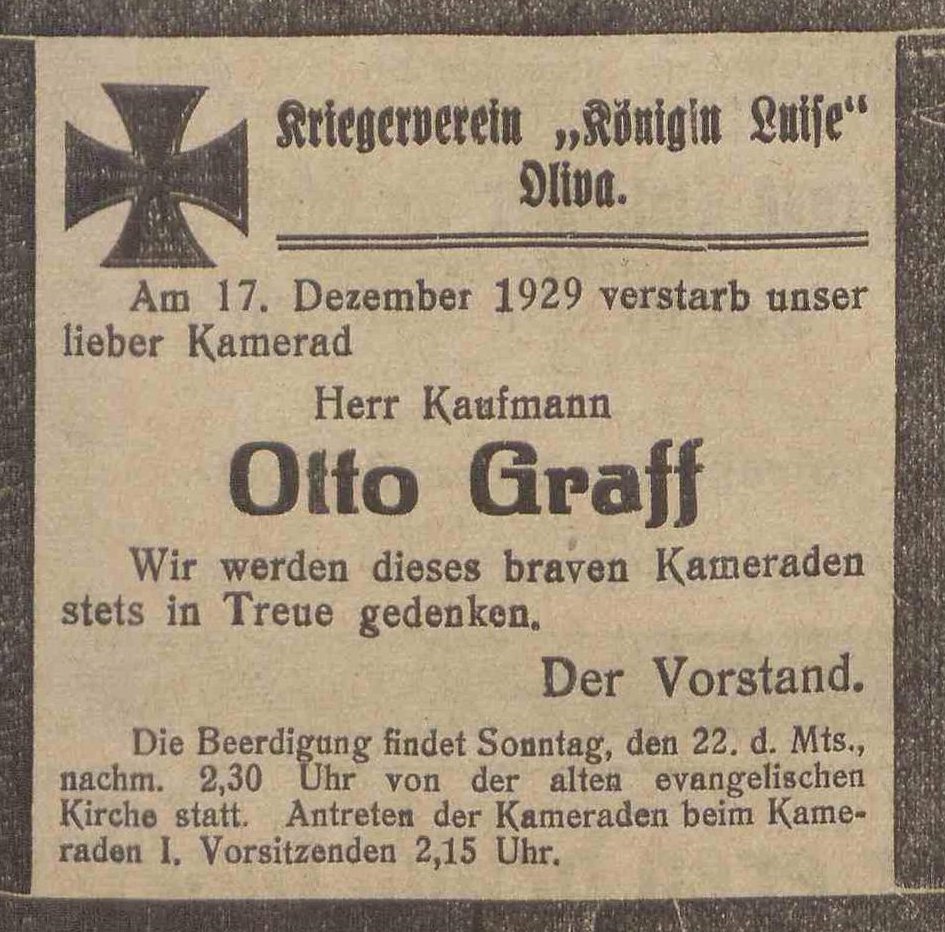 Kriegerverein „Königin Luise“
Oliva.
Am 17. Dezember 1929 verstarb unser
lieber Kamerad
Herr Kaufmann
Otto Graff
Wir werden dieses braven Kameraden
stets in Treue gedenken.
Der Vorstand.
Die Beerdigung findet Sonntag, den 22. d. Mts.,
nachm. 2,30 Uhr von der alten evangelischen
Kirche statt. Antreten der Kameraden beim Kame-
raden I. Vorsitzenden 2,15 Uhr.